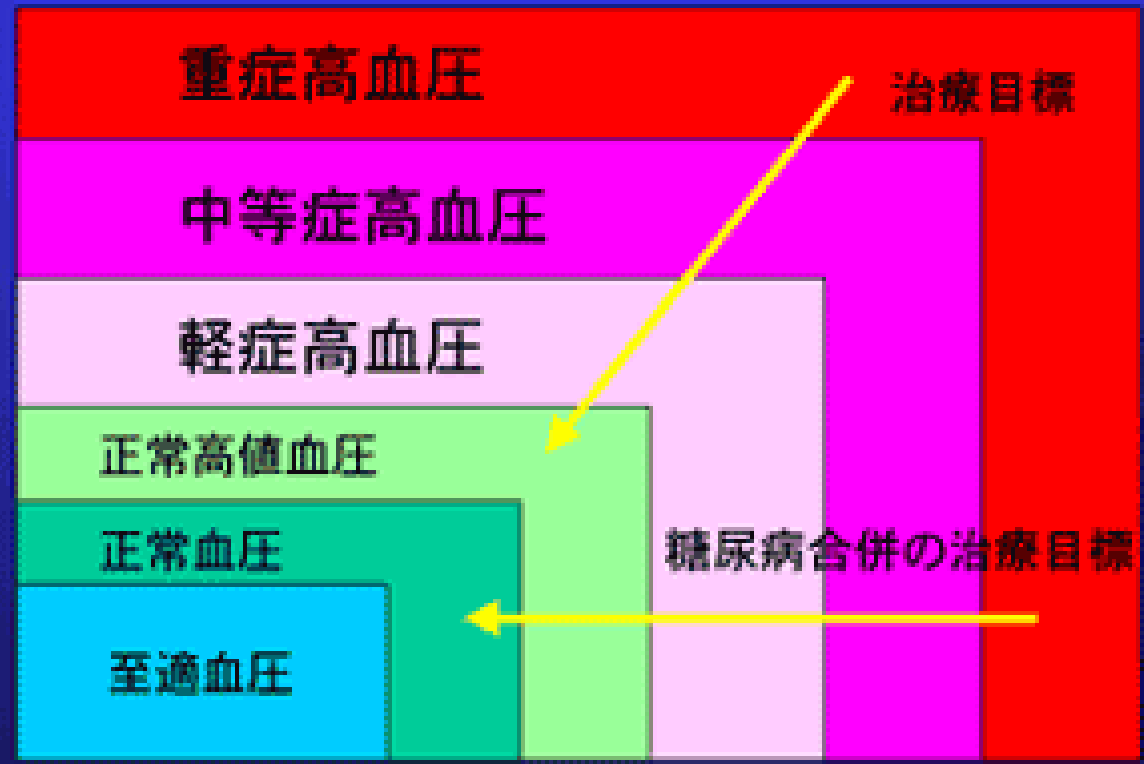 重症高血圧
治療目標
中等症高血圧
軽症高血圧
正常高値血圧
正常血圧
糖尿病合併の治療目標
至適血圧